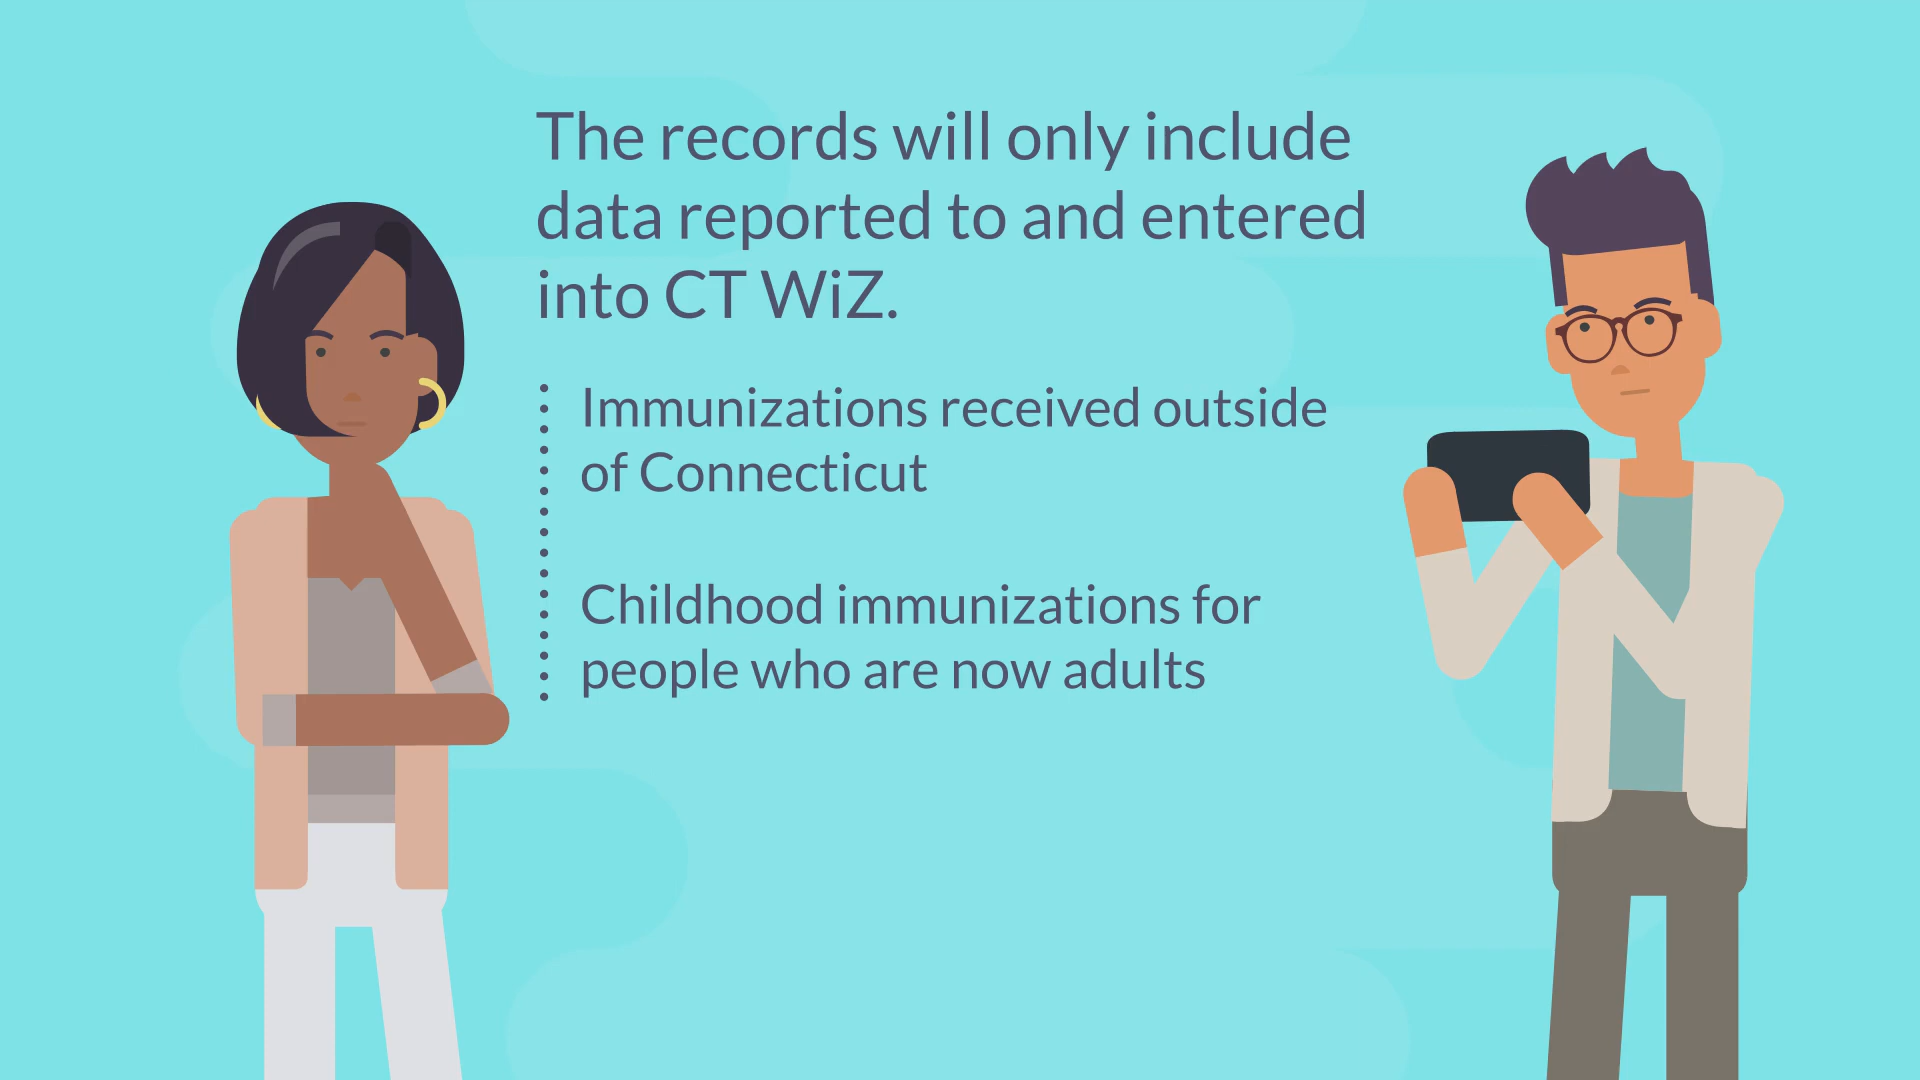 The records will only include
data reported to and entered
into CT WiZ.
Immunizations received outside
of Connecticut
Childhood immunizations for
people who are now adults